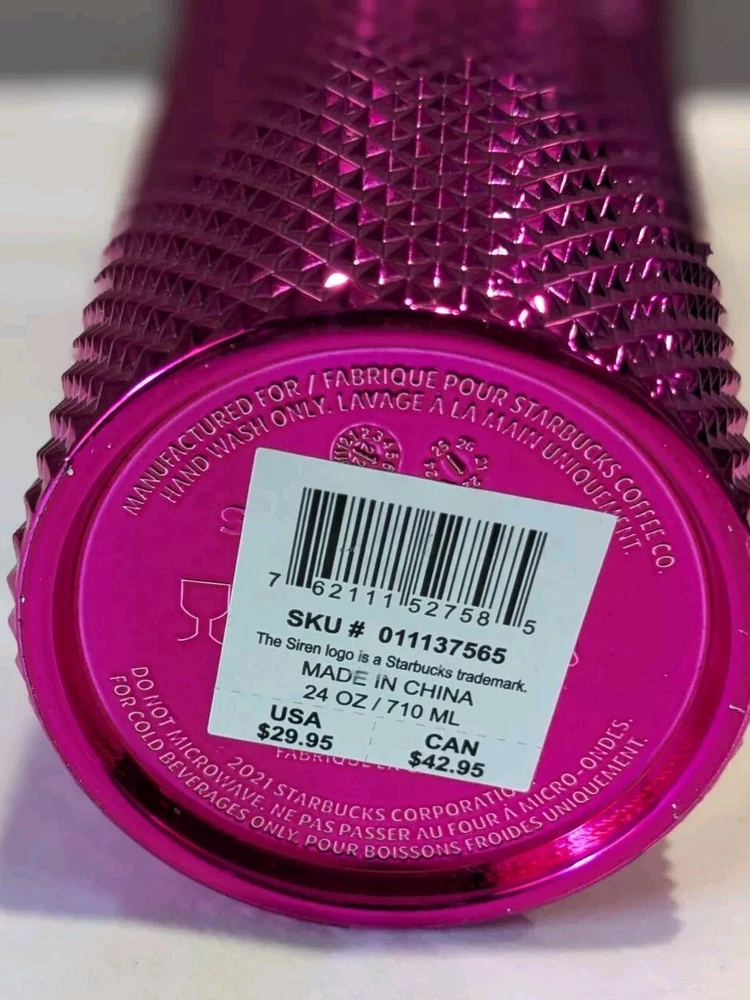 MANUFACTURED FOR / FABRIQUE POUR STARBUCKS COFFEE CO.
HAND WASH ONLY. LAVAGE A LA MAIN UNIQUEMENT.
7 62111 52758 5
SKU # 011137565
The Siren logo is a Starbucks trademark.
MADE IN CHINA
24 OZ / 710 ML
USA
$29.95
CAN
$42.95
FABRIQUE
2021 STARBUCKS CORPORATION
DO NOT MICROWAVE. NE PAS PASSER AU FOUR À MICRO-ONDES.
FOR COLD BEVERAGES ONLY. POUR BOISSONS FROIDES UNIQUEMENT.